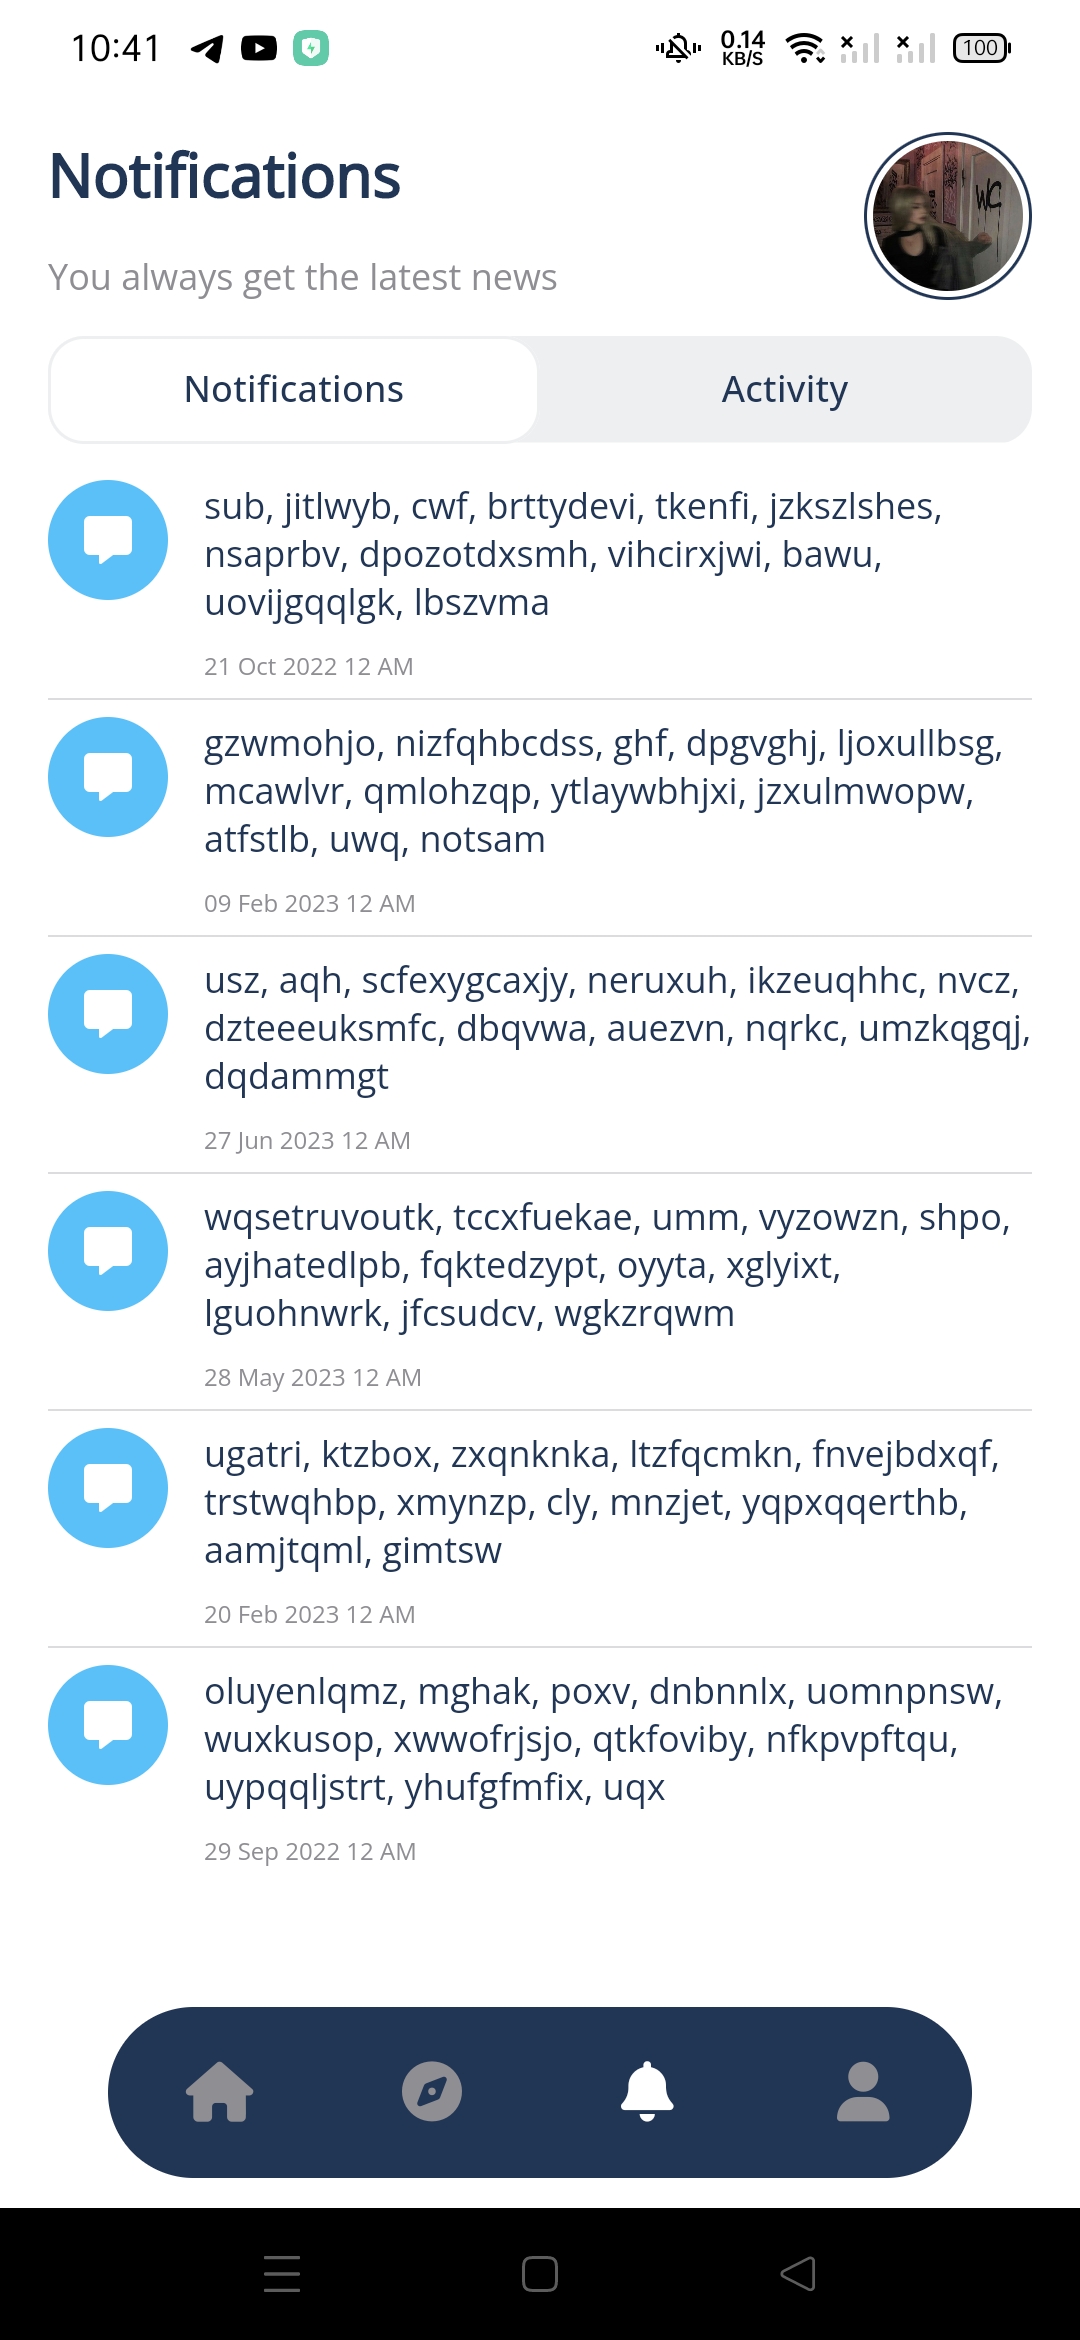 10:41
0.14
KB/S
100
Notifications
WC
You always get the latest news
Notifications
Activity
sub, jitlwyb, cwf, brttydevi, tkenfi, jzkszlshes,
nsaprbv, dpozotdxsmh, vihcirxjwi, bawu,
uovijgqqlgk, lbszvma
21 Oct 2022 12 AM
gzwmohjo, nizfqhbcdss, ghf, dpgvghj, ljoxullbsg,
mcawlvr, qmlohzqp, ytlaywbhjxi, jzxulmwopw,
atfstlb, uwq, notsam
09 Feb 2023 12 AM
usz, aqh, scfexygcaxjy, neruxuh, ikzeuqhhc, nvcz,
dzteeeuksmfc, dbqvwa, auezvn, nqrkc, umzkqgqj,
dqdammgt
27 Jun 2023 12 AM
wqsetruvoutk, tccxfuekae, umm, vyzowzn, shpo,
ayjhatedlpb, fqktedzypt, oyyta, xglyixt,
lguohnwrk, jfcsudcv, wgkzrqwm
28 May 2023 12 AM
ugatri, ktzbox, zxqnknka, ltzfqcmkn, fnvejbdxqf,
trstwqhbp, xmynzp, cly, mnzjet, yqpxqqerthb,
aamjtqml, gimtsw
20 Feb 2023 12 AM
oluyenlqmz, mghak, poxv, dnbnnlx, uomnpnsw,
wuxkusop, xwwofrjsjo, qtkfoviby, nfkpvpftqu,
uypqqljstrt, yhufgfmfix, uqx
29 Sep 2022 12 AM